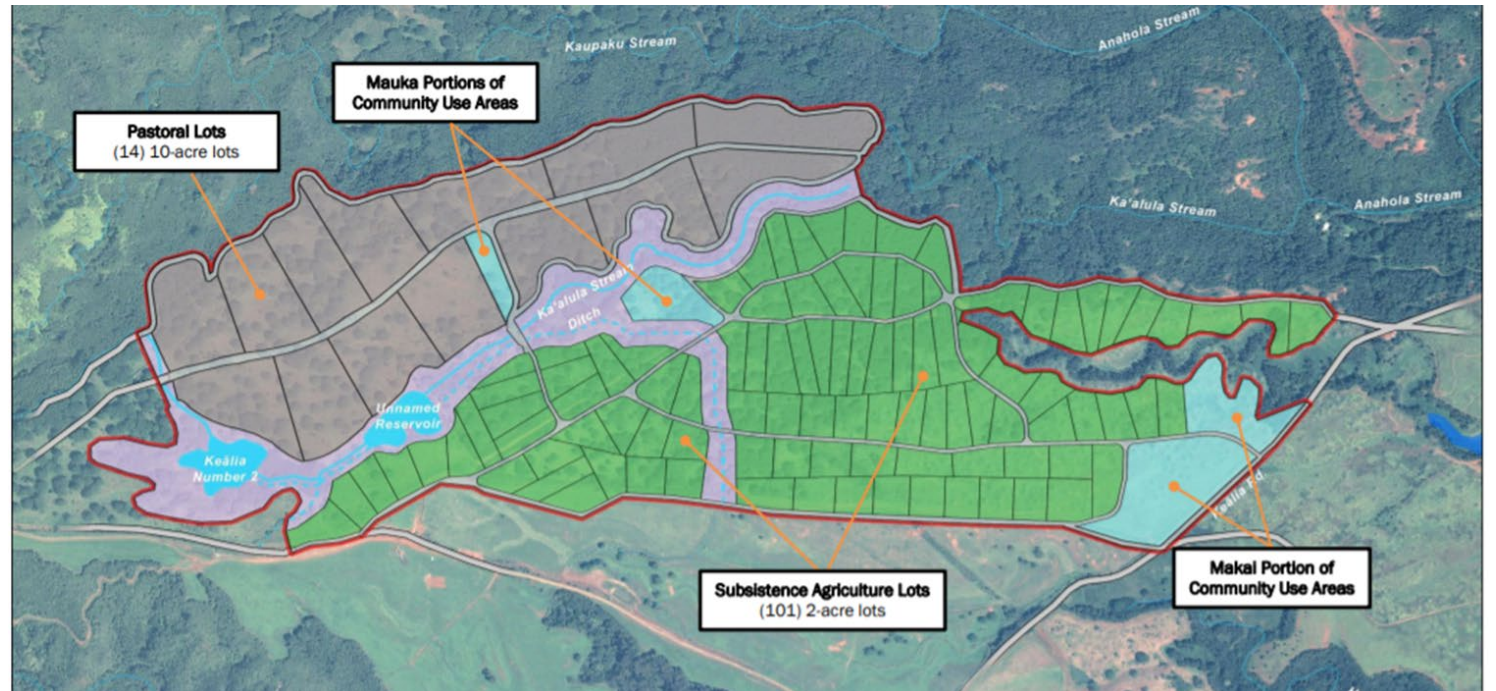 Kaupaku Stream
Anahola Stream
Mauka Portions of
Community Use Areas
Pastoral Lots
(14) 10-acre lots
Ka'alula Stream
Anahola Stream
Ka'alula Stream
Ditch
Unnamed
Reservoir
Keālia
Number 2
Keālia Rd
Makai Portion of
Community Use Areas
Subsistence Agriculture Lots
(101) 2-acre lots